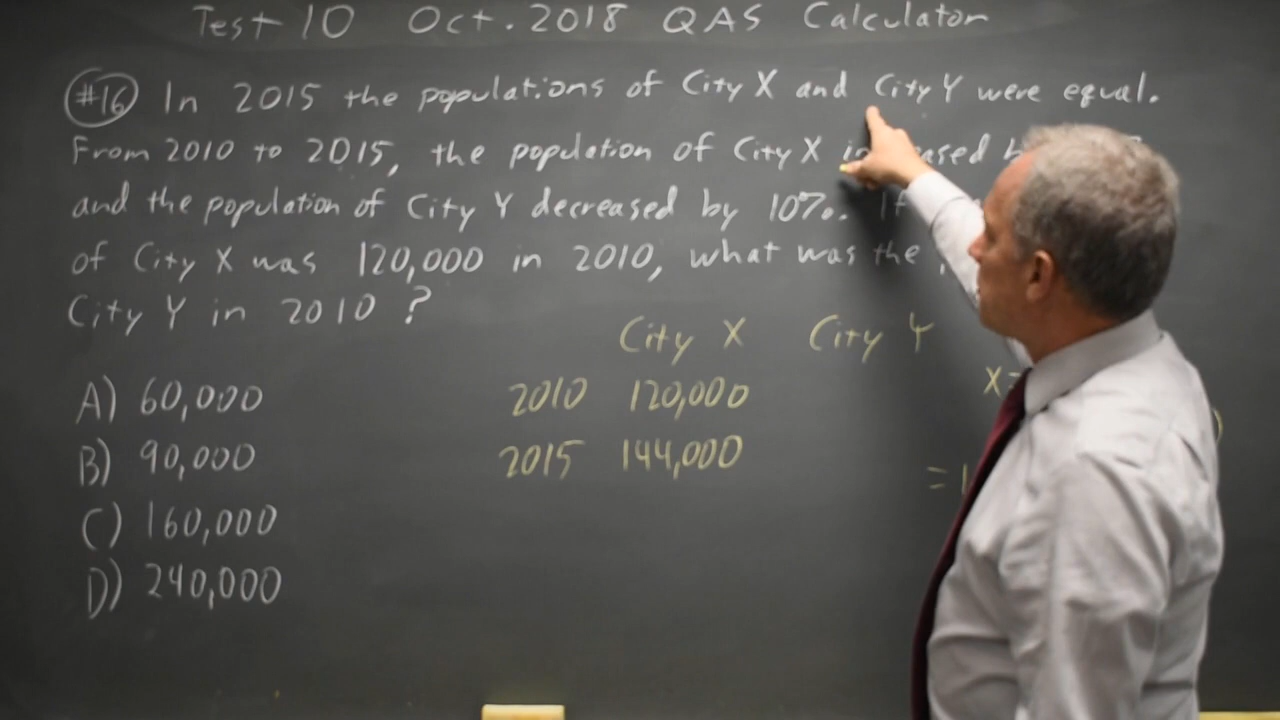 Test 10 Oct. 2018 QAS Calculator
#16 In 2015 the populations of City X and City Y were equal.
From 2010 to 2015, the population of City X
and the population of City Y decreased by 10%. If
of City X was 120,000 in 2010, what was the
City Y in 2010 ?
City X City Y
A) 60,000
2010 120,000
B) 90,000
2015 144,000
C) 160,000
D) 240,000
X=
=